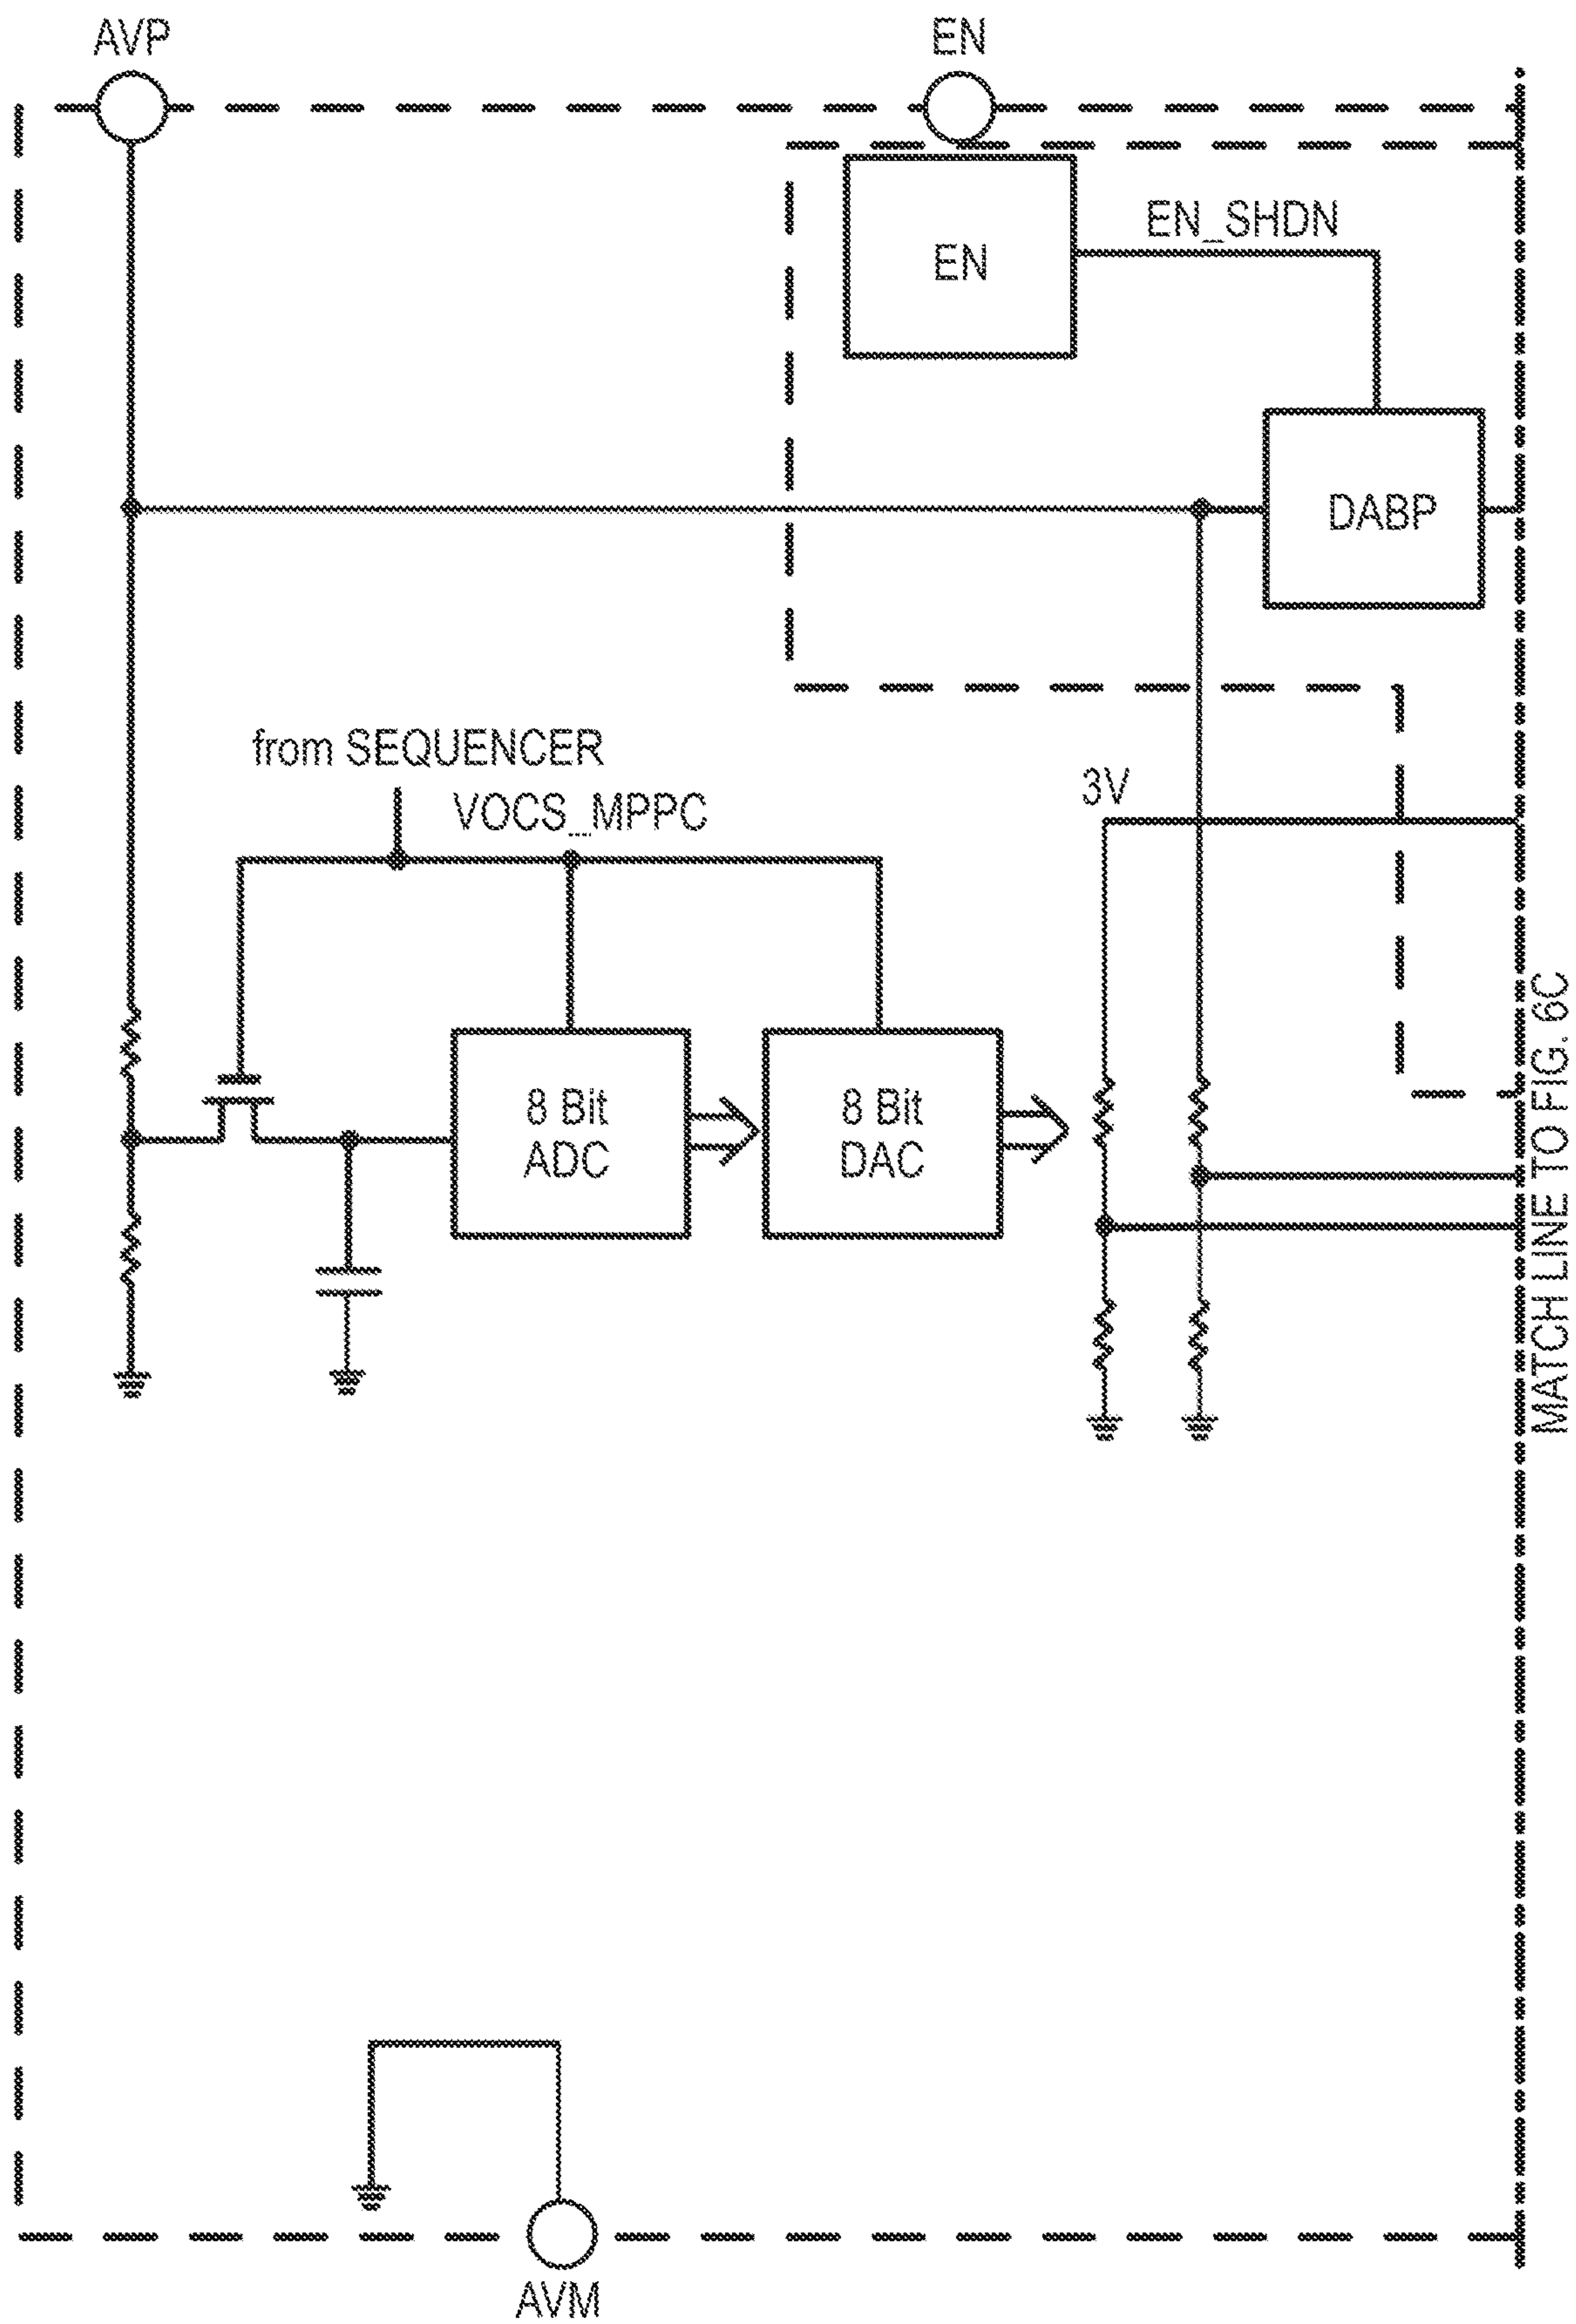 AVP
EN
EN
EN_SHDN
DABP
from SEQUENCER
VOCS_MPPC
3V
8 Bit
ADC
8 Bit
DAC
MATCH LINE TO FIG. 6C
AVM